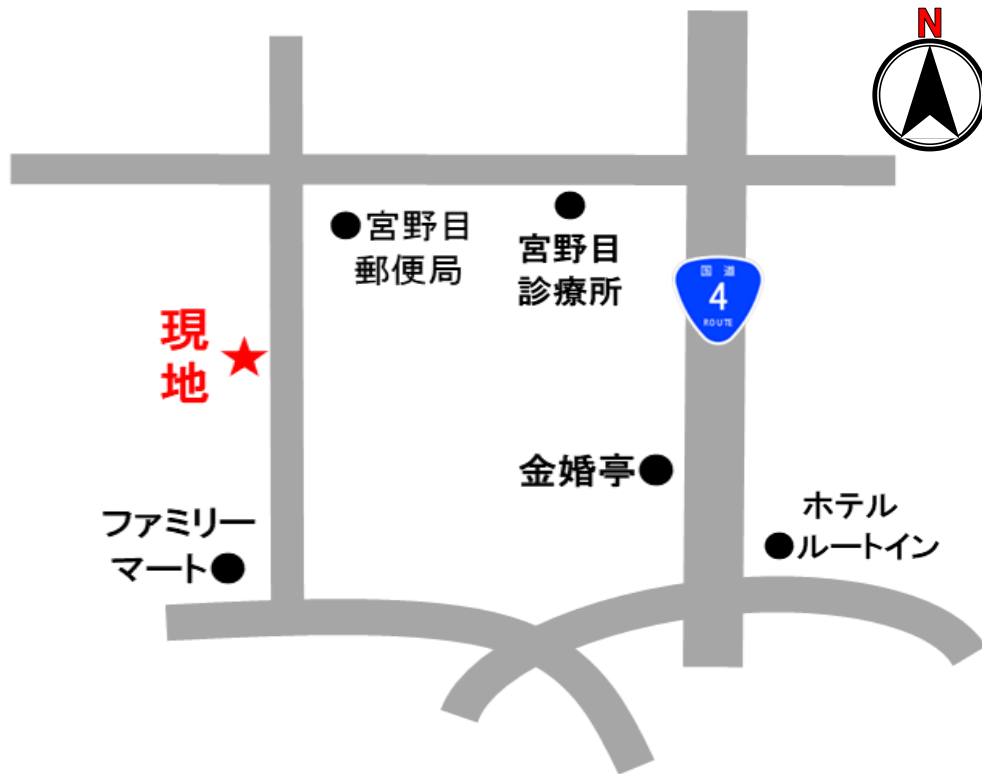 N
宮野目
郵便局
宮野目
診療所
国道
4
ROUTE
現
地
金婚亭
ファミリー
マート
ホテル
ルートイン